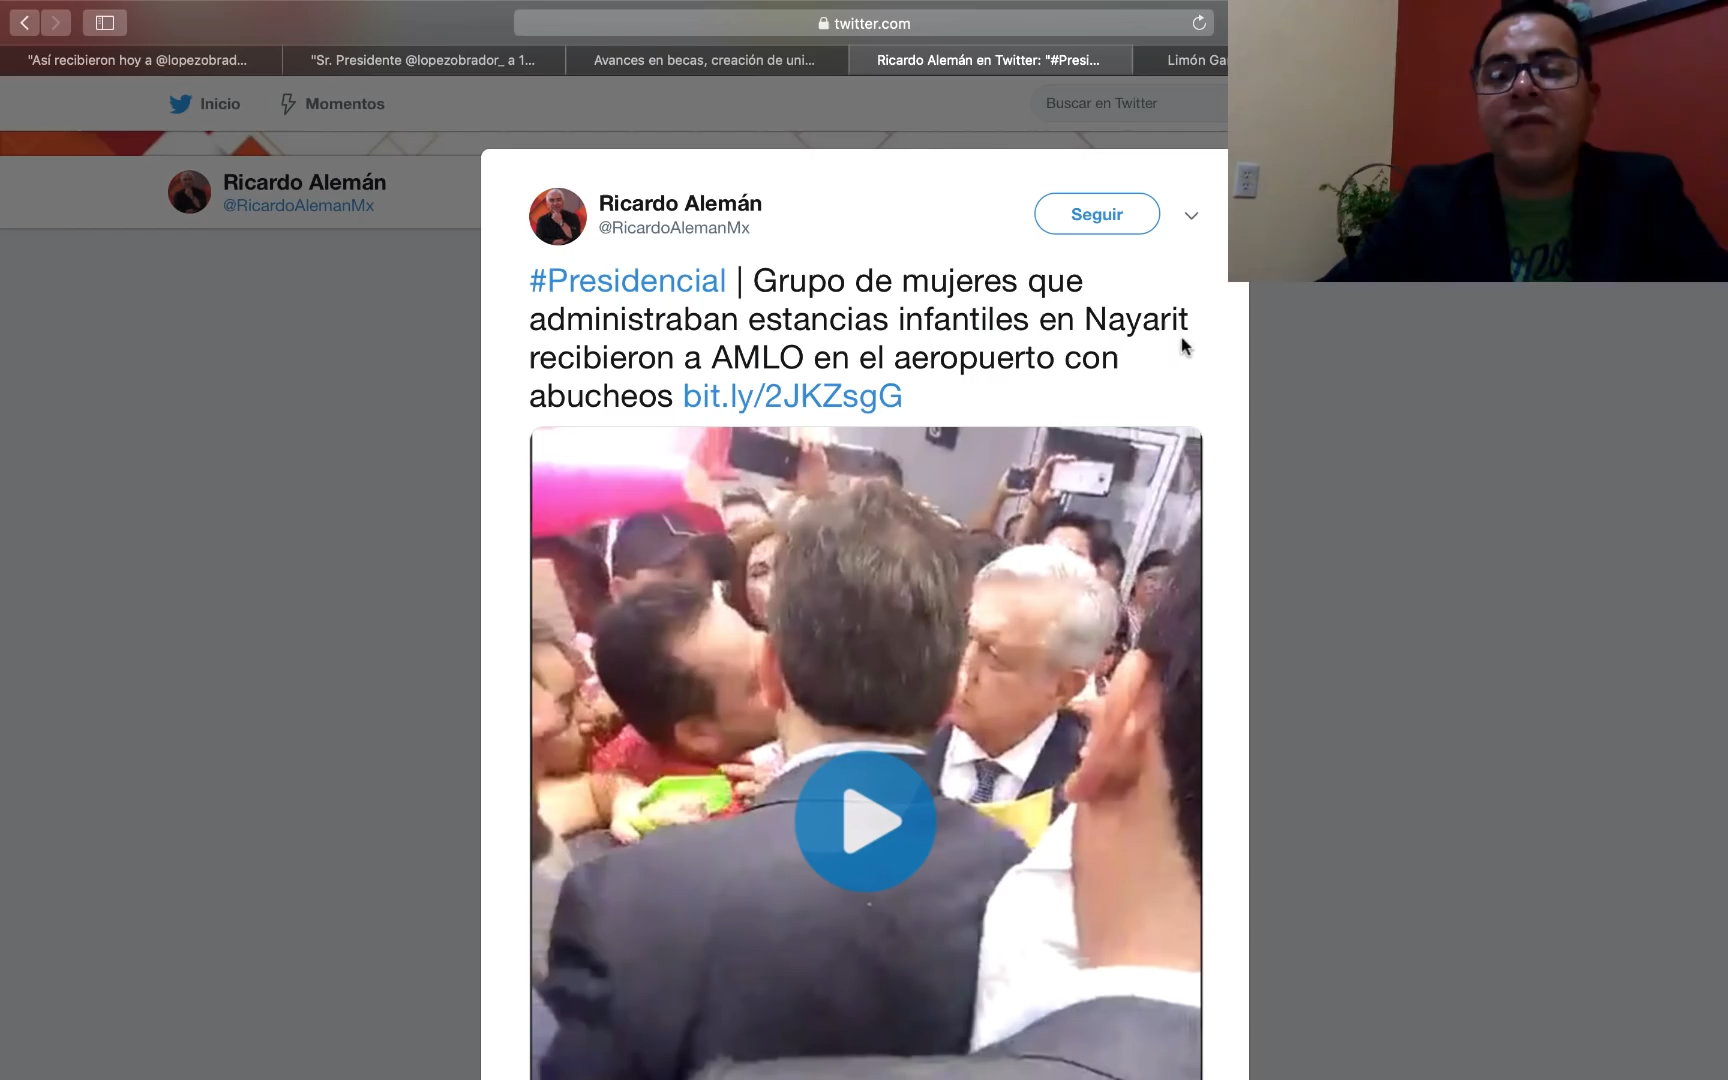 twitter.com
"Así recibieron hoy a @lopezobrad...
"Sr. Presidente @lopezobrador_ a 1...
Avances en becas, creación de uni...
Ricardo Alemán en Twitter: "#Presi...
Limón Ga
Inicio
Momentos
Buscar en Twitter
Ricardo Alemán
@RicardoAlemanMx
Ricardo Alemán
@RicardoAlemanMx
Seguir
#Presidencial | Grupo de mujeres que
administraban estancias infantiles en Nayarit
recibieron a AMLO en el aeropuerto con
abucheos bit.ly/2JKZsgG